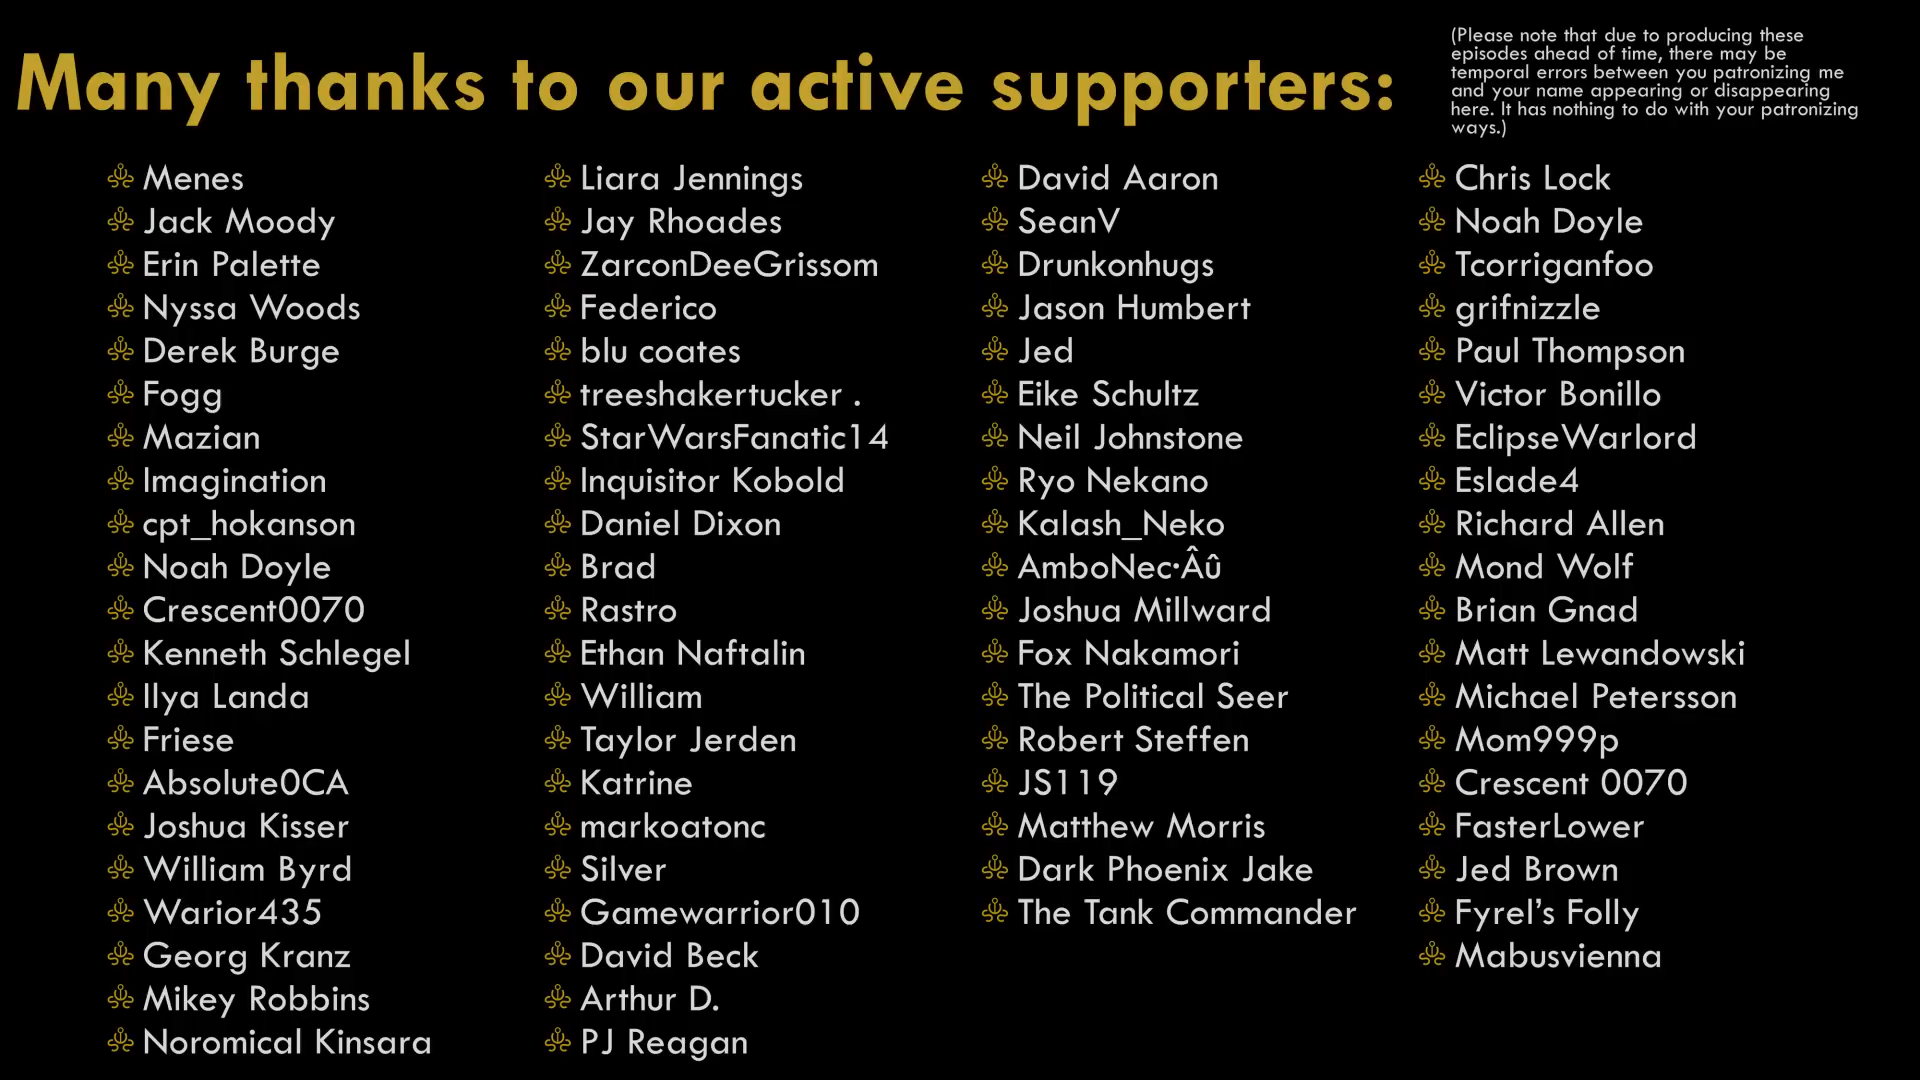 Many thanks to our active supporters:
(Please note that due to producing these
episodes ahead of time, there may be
temporal errors between you patronizing me
and your name appearing or disappearing
here. It has nothing to do with your patronizing
ways.)
Menes
Jack Moody
Erin Palette
Nyssa Woods
Derek Burge
Fogg
Mazian
Imagination
cpt_hokanson
Noah Doyle
Crescent0070
Kenneth Schlegel
Ilya Landa
Friese
Absolute0CA
Joshua Kisser
William Byrd
Warior435
Georg Kranz
Mikey Robbins
Noromical Kinsara
Liara Jennings
Jay Rhoades
ZarconDeeGrissom
Federico
blu coates
treeshakertucker .
StarWarsFanatic14
Inquisitor Kobold
Daniel Dixon
Brad
Rastro
Ethan Naftalin
William
Taylor Jerden
Katrine
markoatonc
Silver
Gamewarrior010
David Beck
Arthur D.
PJ Reagan
David Aaron
SeanV
Drunkonhugs
Jason Humbert
Jed
Eike Schultz
Neil Johnstone
Ryo Nekano
Kalash_Neko
AmboNec·Âû
Joshua Millward
Fox Nakamori
The Political Seer
Robert Steffen
JS119
Matthew Morris
Dark Phoenix Jake
The Tank Commander
Chris Lock
Noah Doyle
Tcorriganfoo
grifnizzle
Paul Thompson
Victor Bonillo
EclipseWarlord
Eslade4
Richard Allen
Mond Wolf
Brian Gnad
Matt Lewandowski
Michael Petersson
Mom999p
Crescent 0070
FasterLower
Jed Brown
Fyrel’s Folly
Mabusvienna